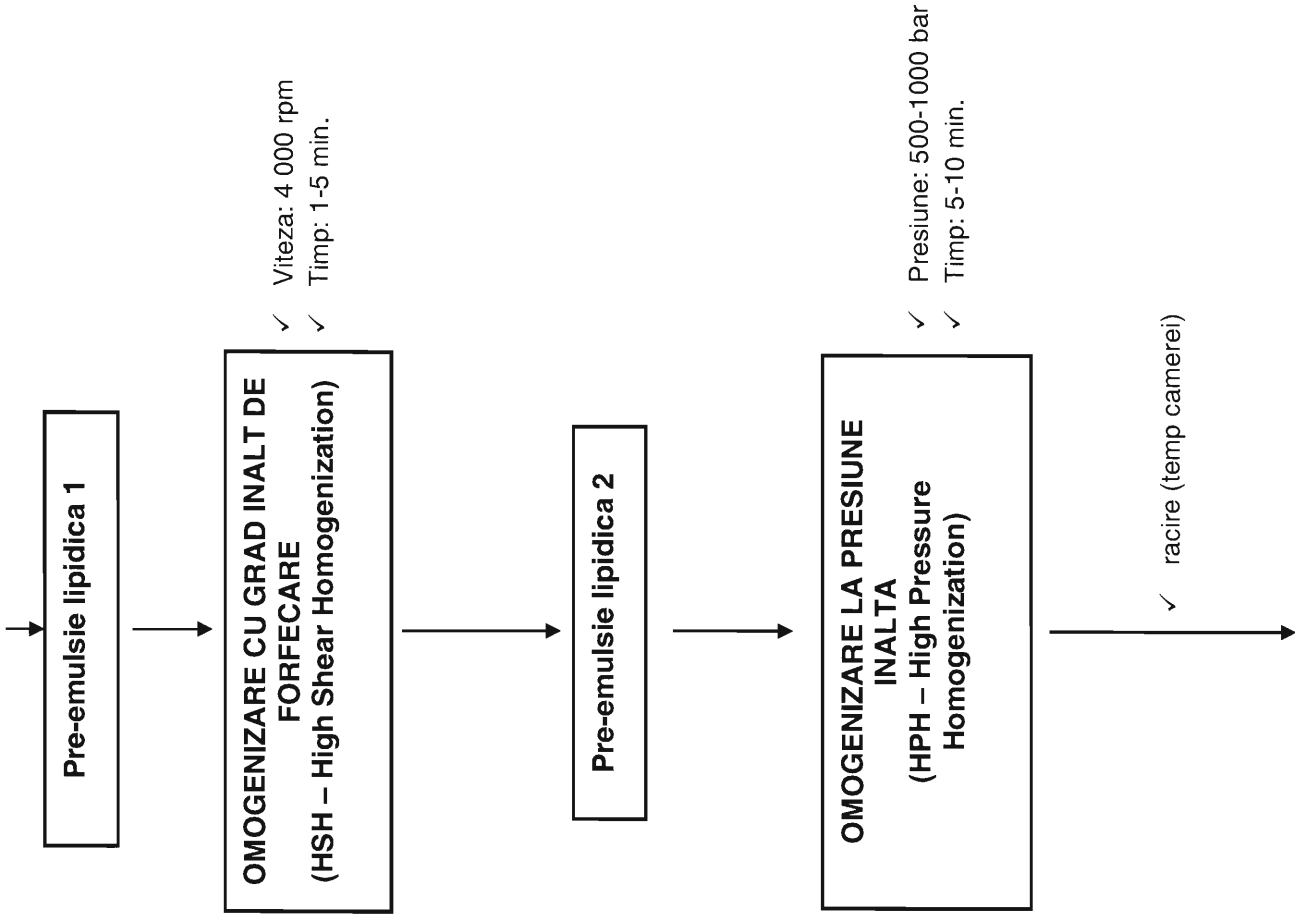 Pre-emulsie lipidica 1
OMOGENIZARE CU GRAD INALT DE
FORFECARE
(HSH – High Shear Homogenization)
✓ Viteza: 4 000 rpm
✓ Timp: 1-5 min.
Pre-emulsie lipidica 2
OMOGENIZARE LA PRESIUNE
INALTA
(HPH – High Pressure
Homogenization)
✓ Presiune: 500-1000 bar
✓ Timp: 5-10 min.
✓ racire (temp camerei)